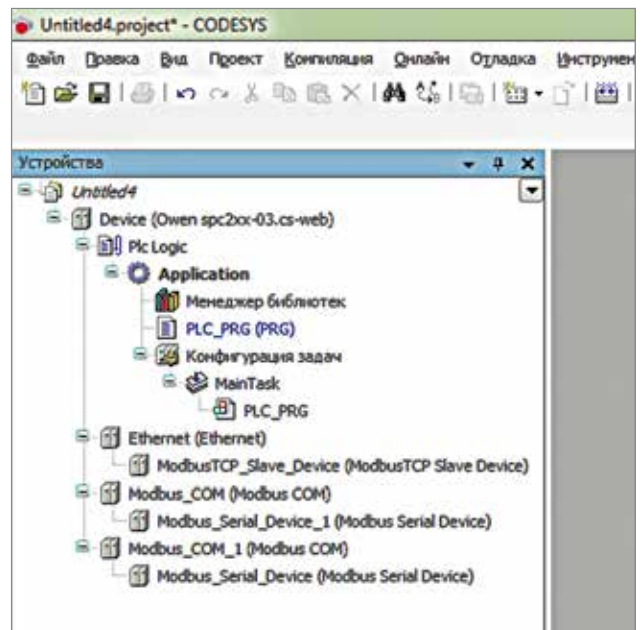 Untitled4.project* - CODESYS
Файл Правка Вид Проект Компиляция Онлайн Отладка Инструмен
Устройства
Untitled4
Device (Owen spc2xx-03.cs-web)
Plc Logic
Application
Менеджер библиотек
PLC_PRG (PRG)
Конфигурация задач
MainTask
PLC_PRG
Ethernet (Ethernet)
ModbusTCP_Slave_Device (ModbusTCP Slave Device)
Modbus_COM (Modbus COM)
Modbus_Serial_Device_1 (Modbus Serial Device)
Modbus_COM_1 (Modbus COM)
Modbus_Serial_Device (Modbus Serial Device)